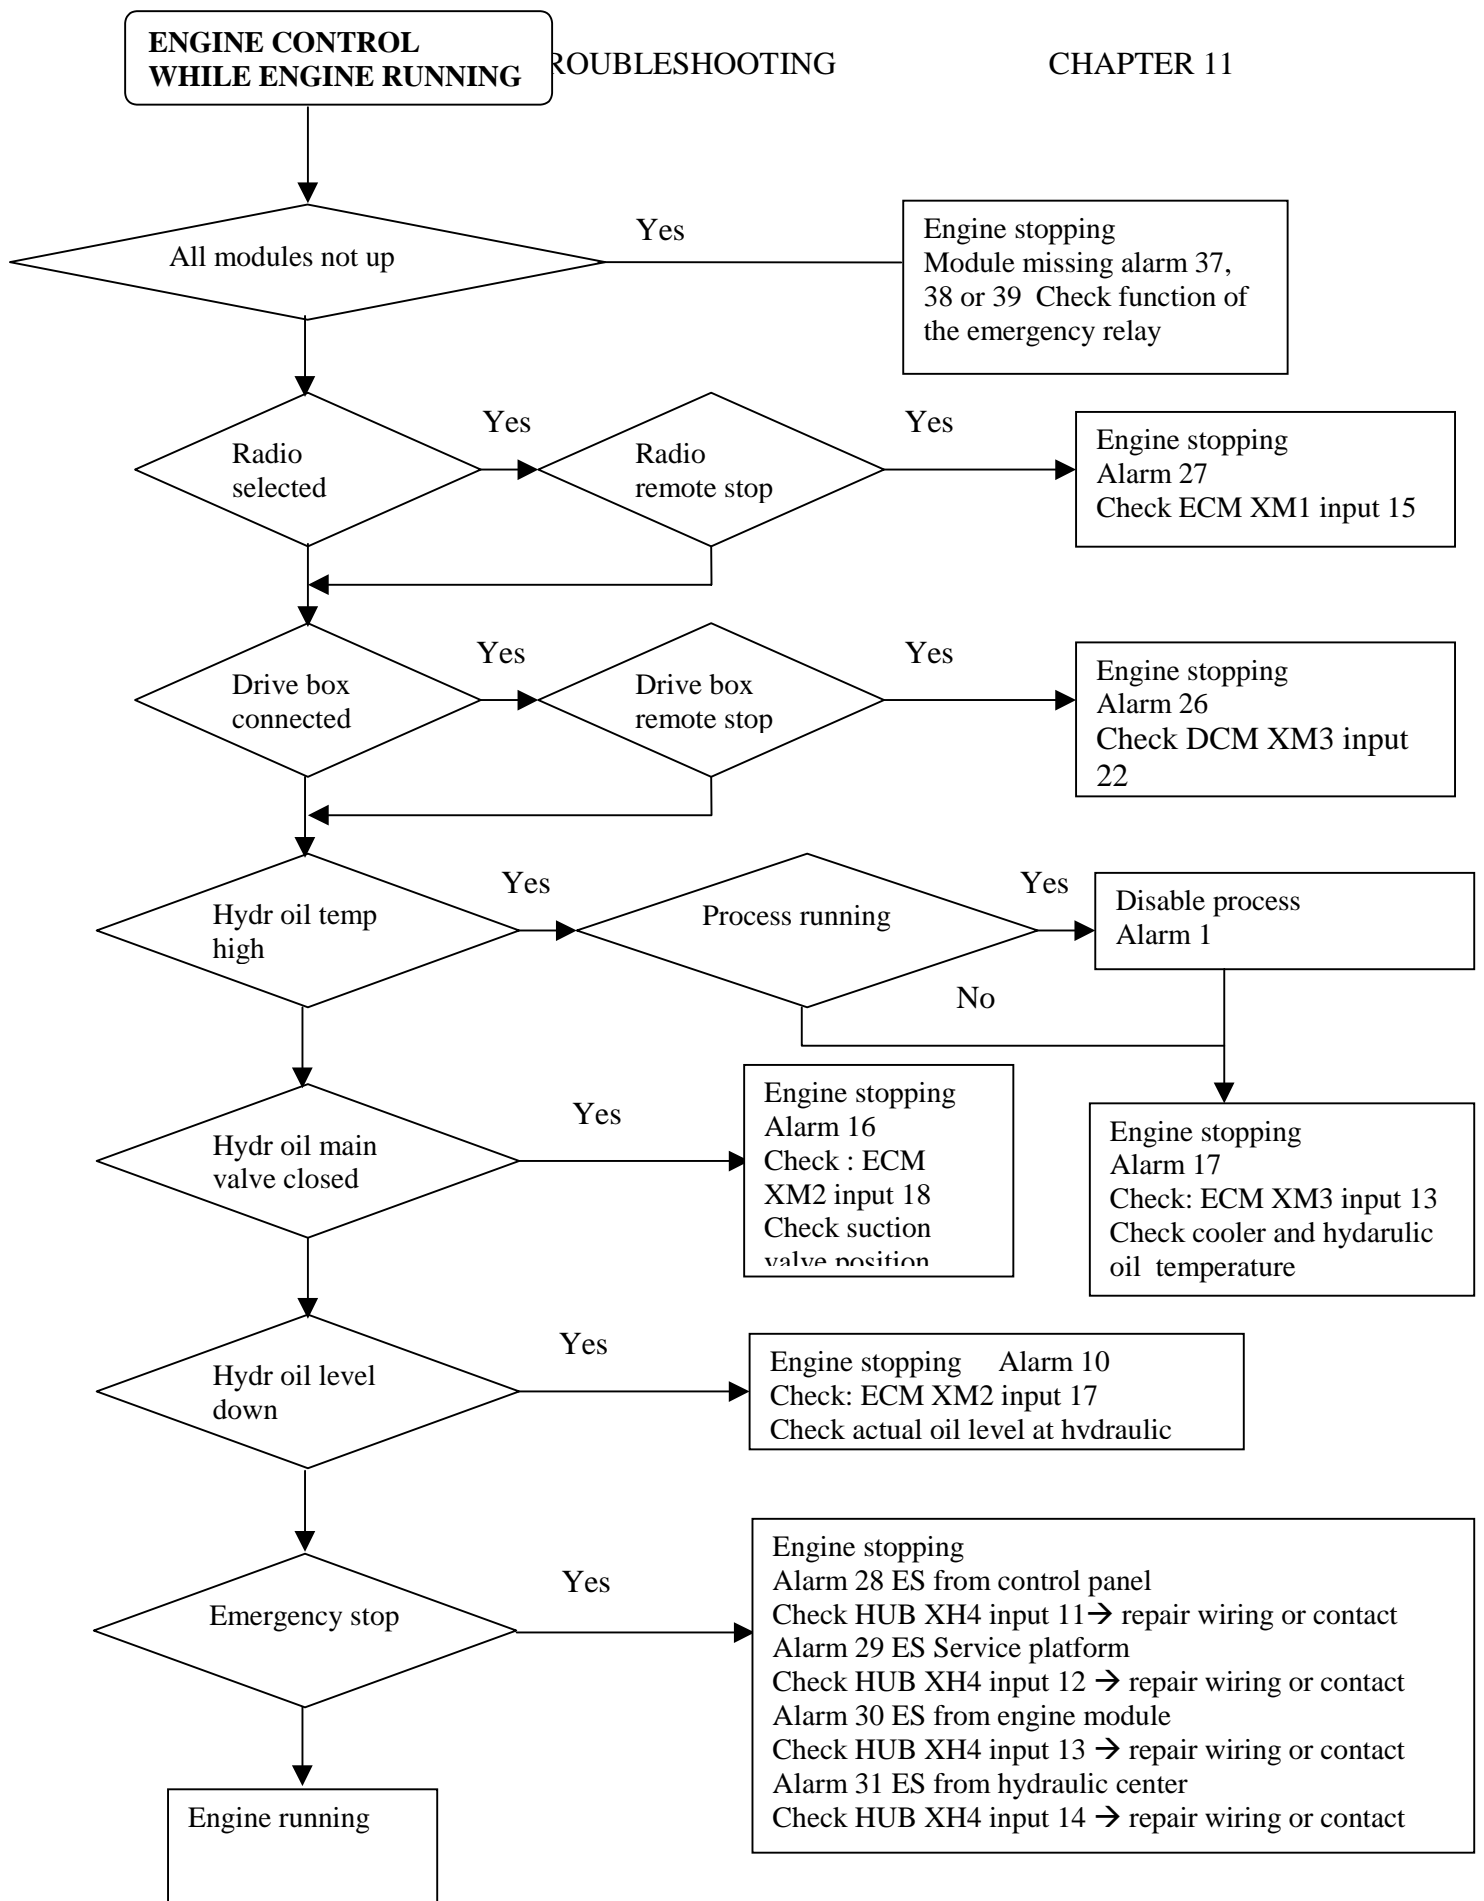 ENGINE CONTROL
WHILE ENGINE RUNNING
ROUBLESHOOTING CHAPTER 11
All modules not up
Yes
Engine stopping
Module missing alarm 37,
38 or 39 Check function of
the emergency relay
Radio
selected
Yes
Radio
remote stop
Yes
Engine stopping
Alarm 27
Check ECM XM1 input 15
Drive box
connected
Yes
Drive box
remote stop
Yes
Engine stopping
Alarm 26
Check DCM XM3 input
22
Hydr oil temp
high
Yes
Process running
Yes
Disable process
Alarm 1
No
Hydr oil main
valve closed
Yes
Engine stopping
Alarm 16
Check : ECM
XM2 input 18
Check suction
valve position
Engine stopping
Alarm 17
Check: ECM XM3 input 13
Check cooler and hydarulic
oil temperature
Hydr oil level
down
Yes
Engine stopping Alarm 10
Check: ECM XM2 input 17
Check actual oil level at hydraulic
Emergency stop
Yes
Engine stopping
Alarm 28 ES from control panel
Check HUB XH4 input 11→ repair wiring or contact
Alarm 29 ES Service platform
Check HUB XH4 input 12 → repair wiring or contact
Alarm 30 ES from engine module
Check HUB XH4 input 13 → repair wiring or contact
Alarm 31 ES from hydraulic center
Check HUB XH4 input 14 → repair wiring or contact
Engine running